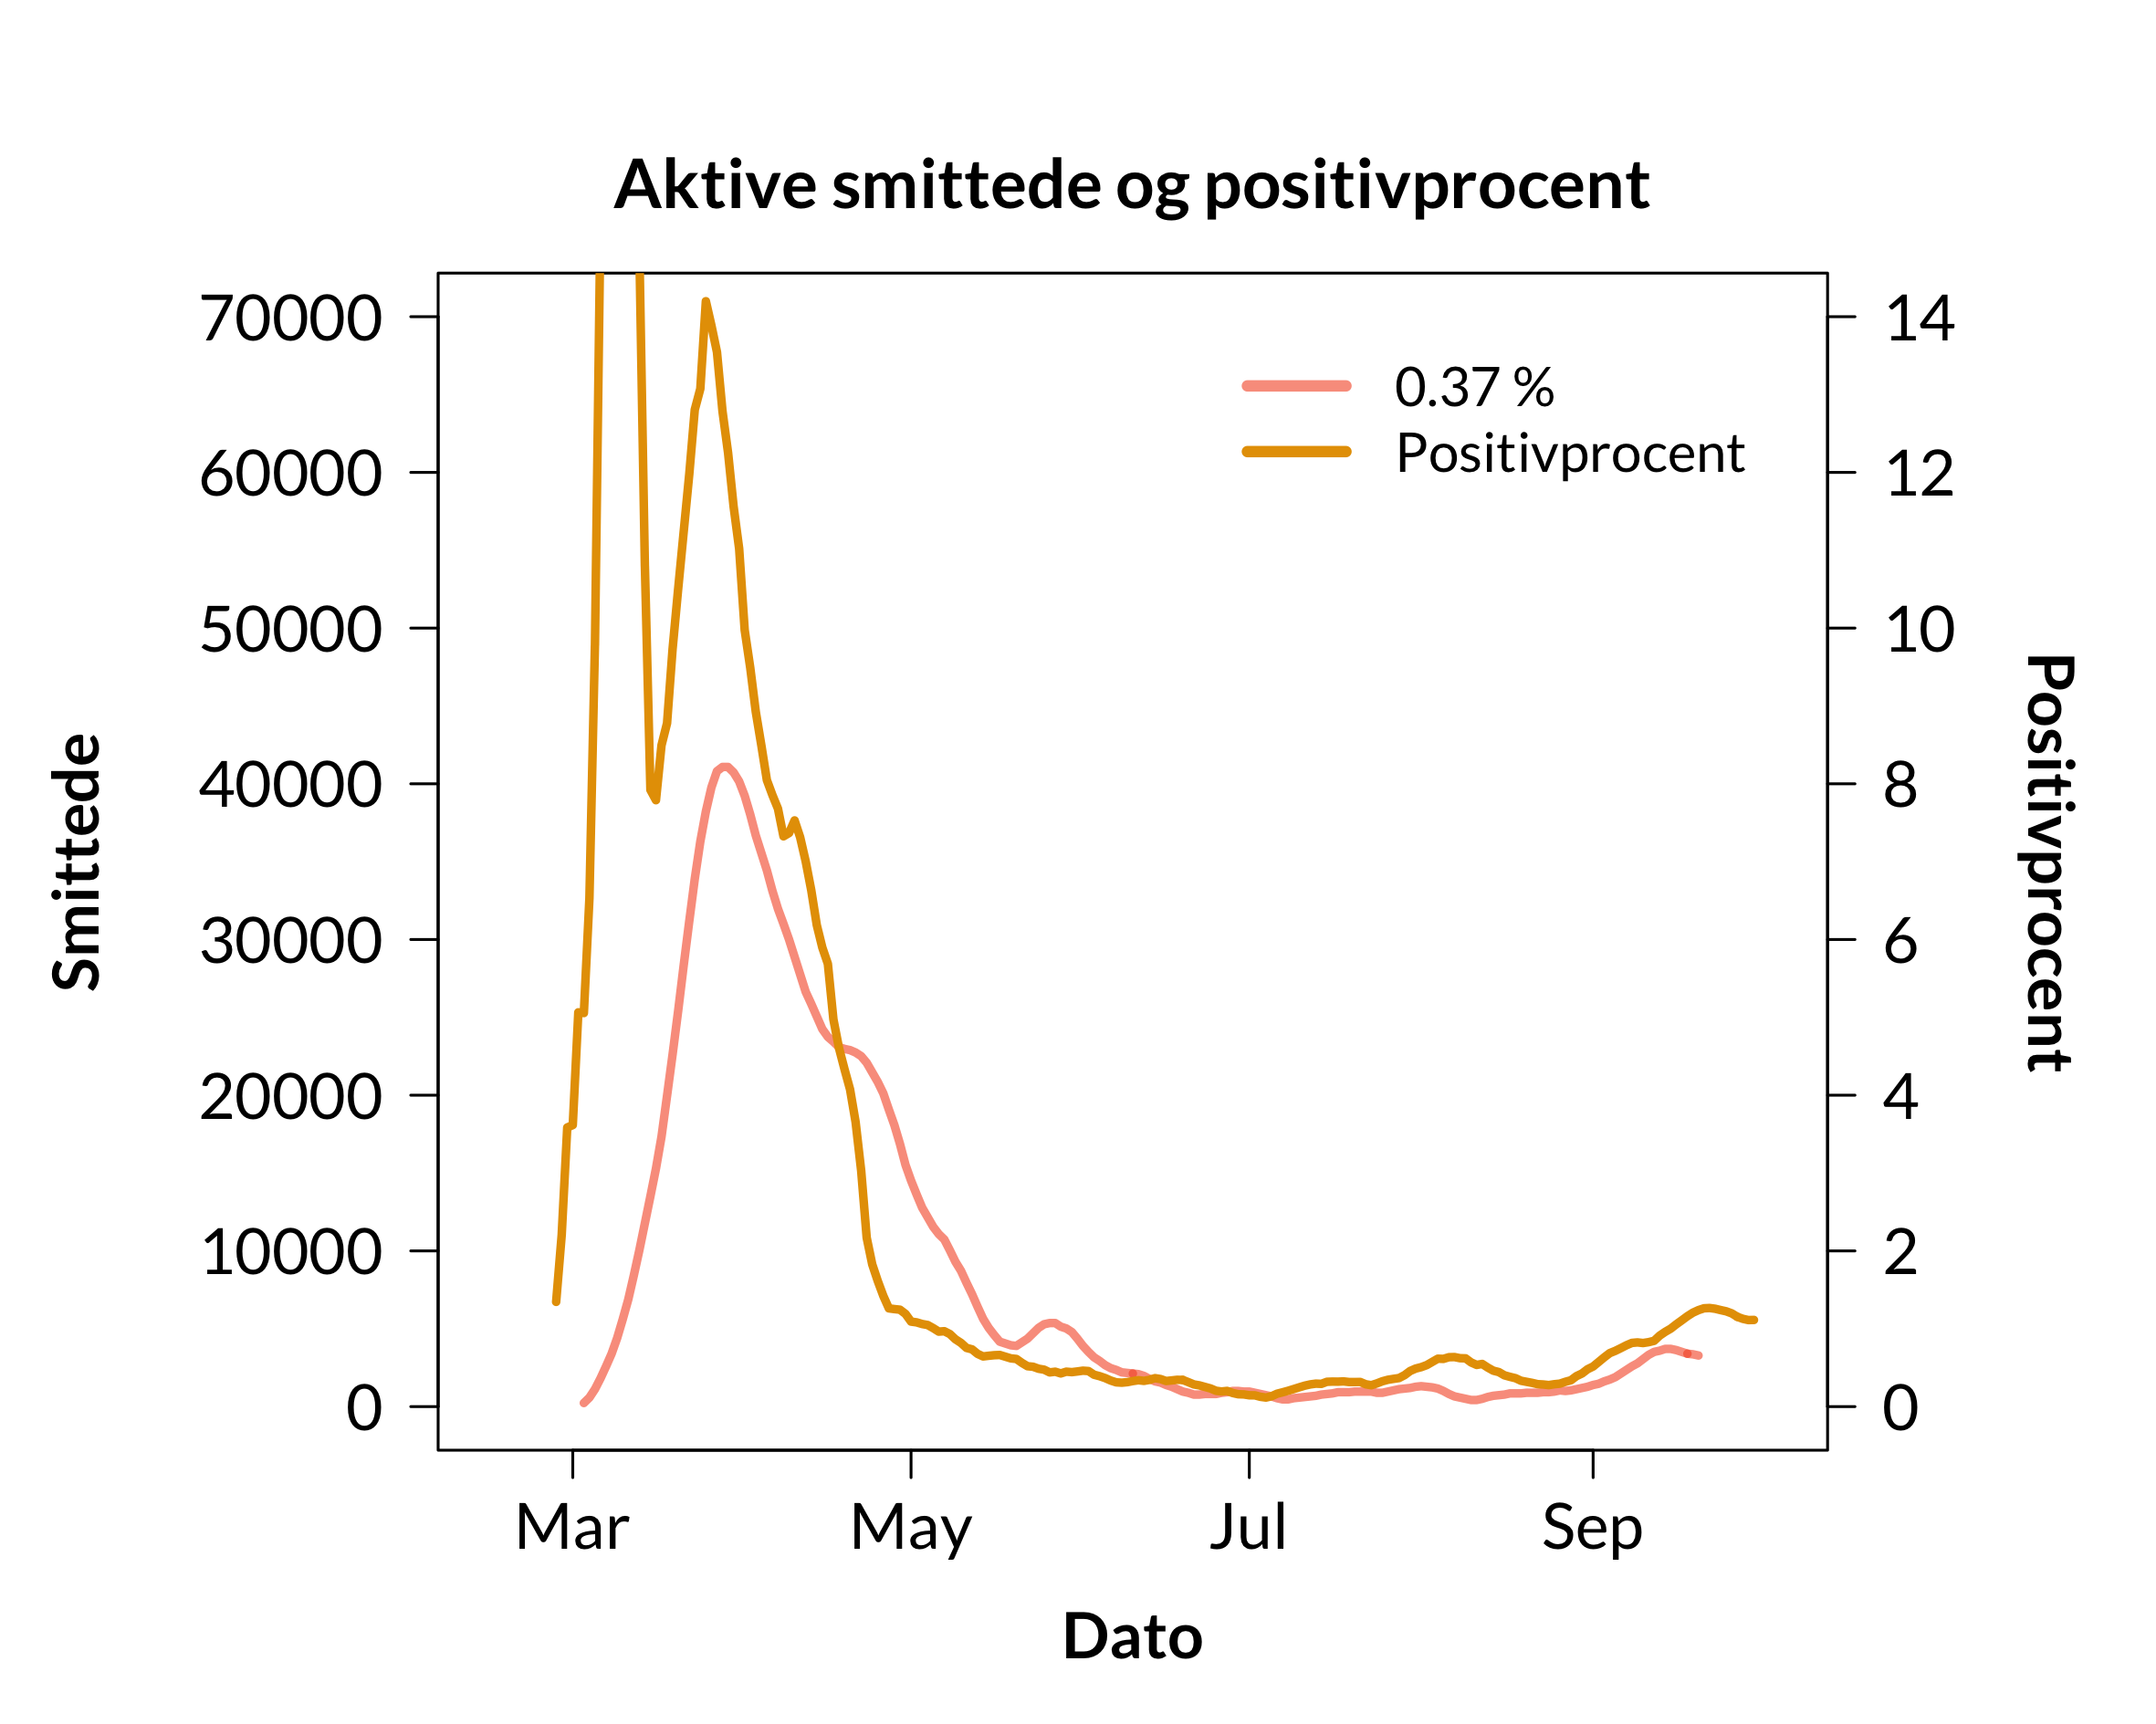 Aktive smittede og positivprocent
70000
60000
50000
40000
30000
20000
10000
0
Smittede
0.37 %
Positivprocent
14
12
10
8
6
4
2
0
Positivprocent
Mar
May
Jul
Sep
Dato